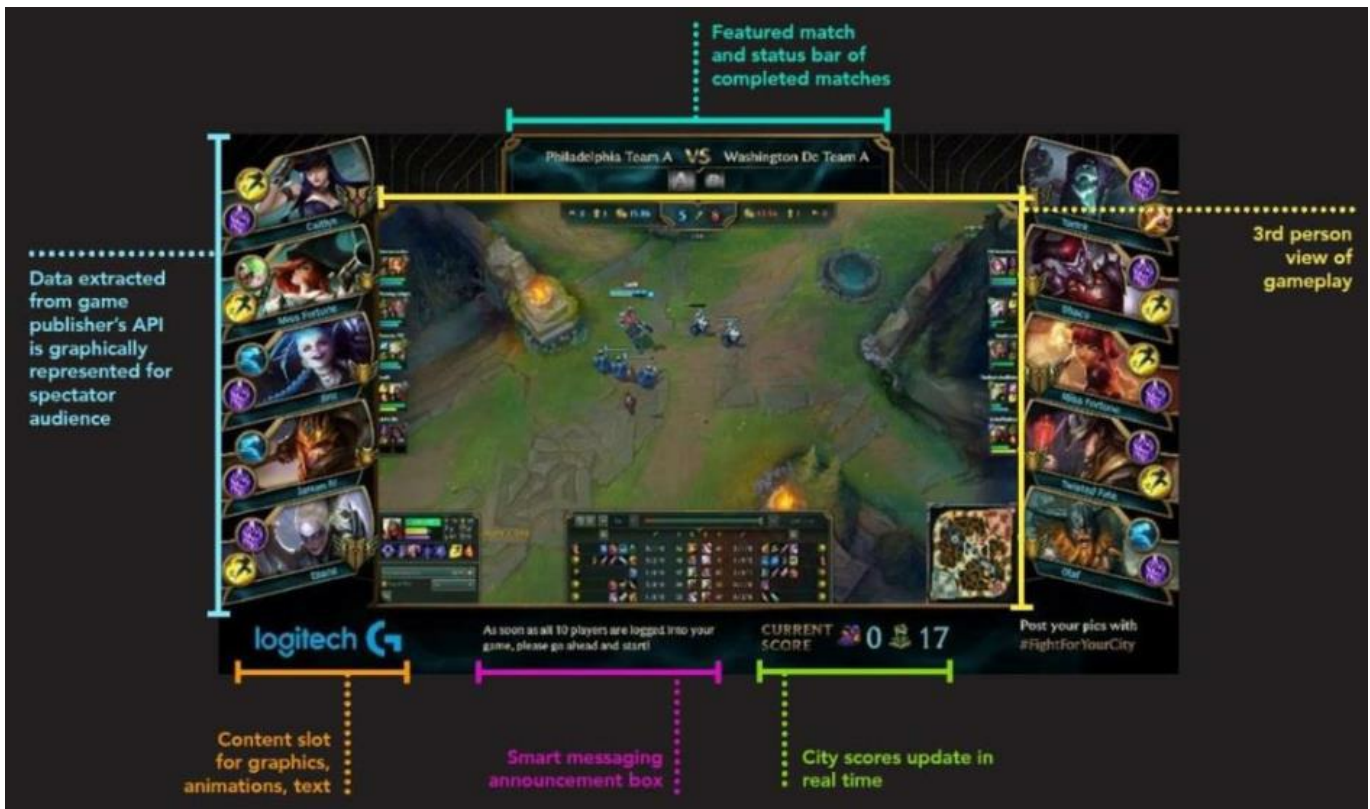 Featured match
and status bar of
completed matches
Philadelphia Team A VS Washington Dc Team A
Data extracted
from game
publisher's API
is graphically
represented for
spectator
audience
Caitlyn
Miss Fortune
Jinx
Jarvan IV
5 8
Miss Fortune
Twisted Fate
Olaf
3rd person
view of
gameplay
logitech G
As soon as all 10 players are logged into your
game, please go ahead and start!
CURRENT
SCORE
0 17
Post your pics with
#FightForYourCity
Content slot
for graphics,
animations, text
Smart messaging
announcement box
City scores update in
real time